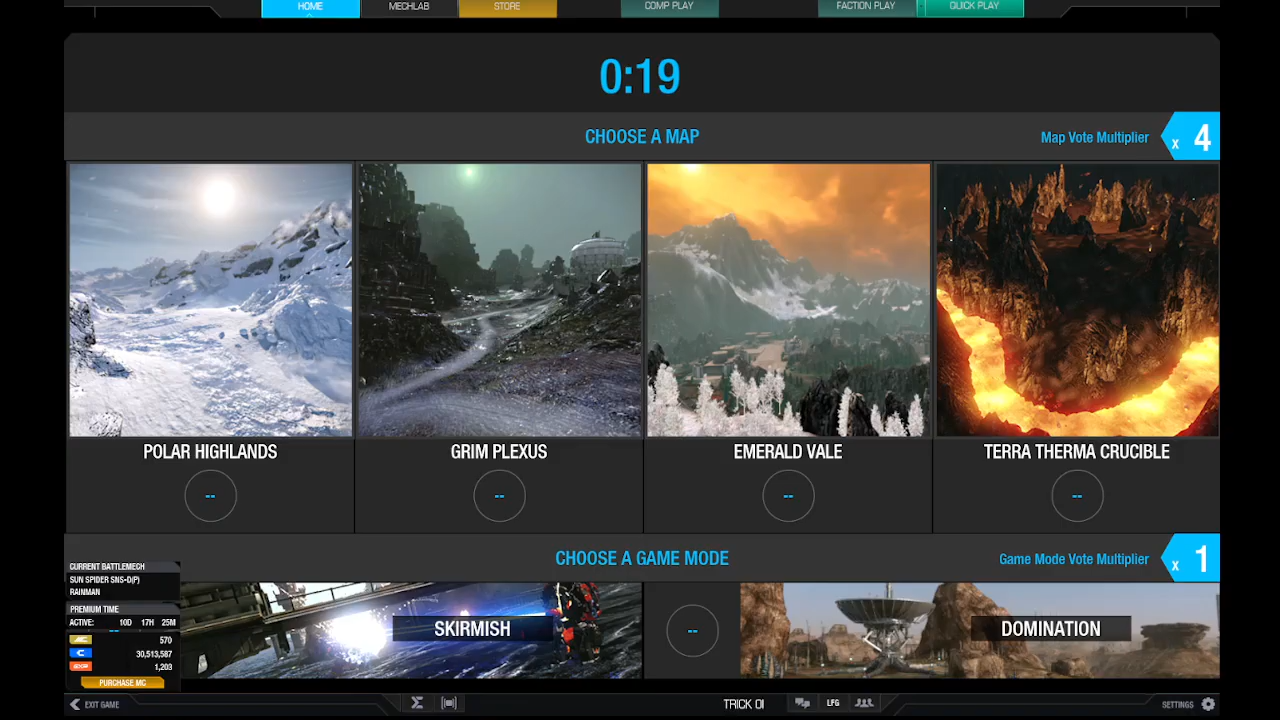 HOME
MECHLAB
STORE
COMP PLAY
FACTION PLAY
QUICK PLAY
0:19
CHOOSE A MAP
Map Vote Multiplier
x 4
POLAR HIGHLANDS
GRIM PLEXUS
EMERALD VALE
TERRA THERMA CRUCIBLE
--
--
--
--
CHOOSE A GAME MODE
Game Mode Vote Multiplier
x 1
CURRENT BATTLEMECH
SUN SPIDER SNS-D(P)
RAINMAN
PREMIUM TIME
ACTIVE: 10D 17H 25M
MC 576
C 30,513,587
GXP 1,203
PURCHASE MC
SKIRMISH
--
DOMINATION
EXIT GAME
TRICK 01
LFG
SETTINGS